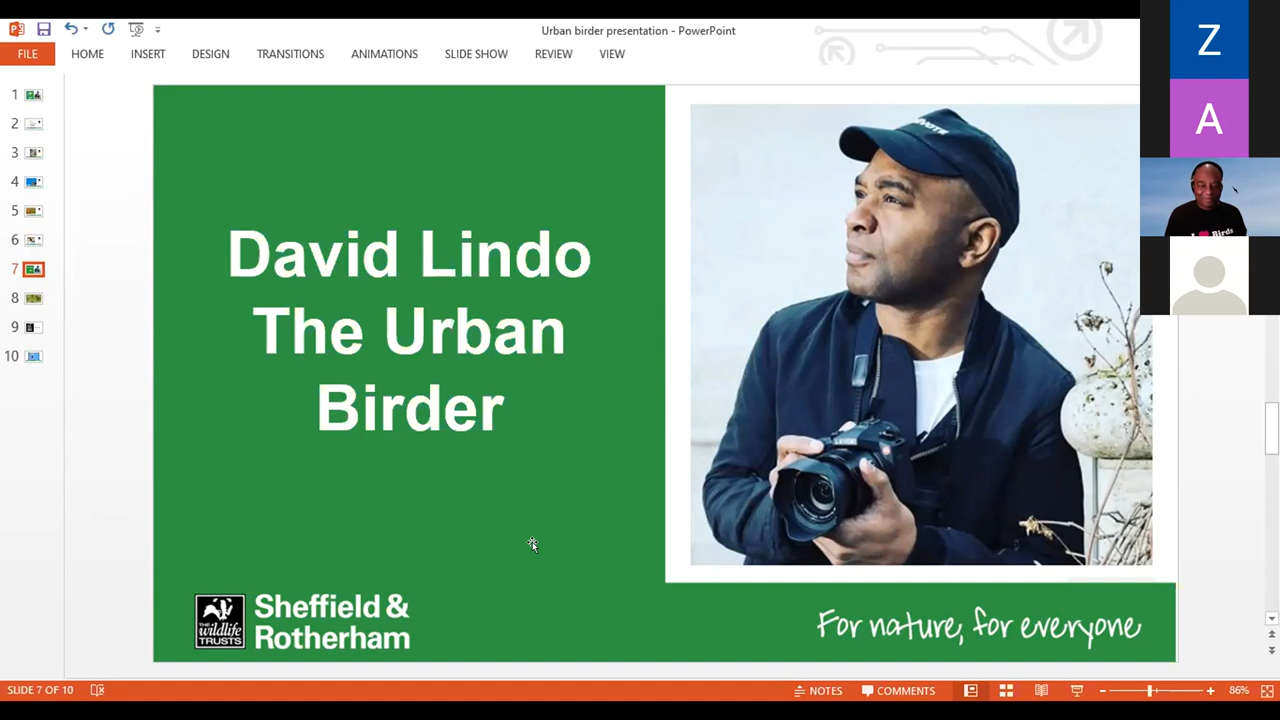 Urban birder presentation - PowerPoint
FILE
HOME
INSERT
DESIGN
TRANSITIONS
ANIMATIONS
SLIDE SHOW
REVIEW
VIEW
Z
A
I
Birds
1
2
3
4
5
6
7
8
9
10
David Lindo
The Urban
Birder
THE
wildlife
TRUSTS
Sheffield &
Rotherham
For nature, for everyone
SLIDE 7 OF 10
NOTES
COMMENTS
86%